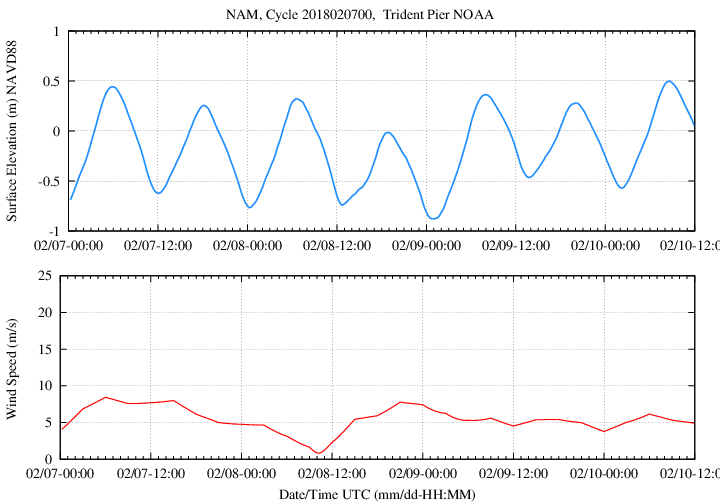 NAM, Cycle 2018020700,  Trident Pier NOAA
Surface Elevation (m) NAVD88
1
0.5
0
-0.5
-1
02/07-00:00 02/07-12:00 02/08-00:00 02/08-12:00 02/09-00:00 02/09-12:00 02/10-00:00 02/10-12:0
Wind Speed (m/s)
25
20
15
10
5
0
02/07-00:00 02/07-12:00 02/08-00:00 02/08-12:00 02/09-00:00 02/09-12:00 02/10-00:00 02/10-12:0
Date/Time UTC (mm/dd-HH:MM)